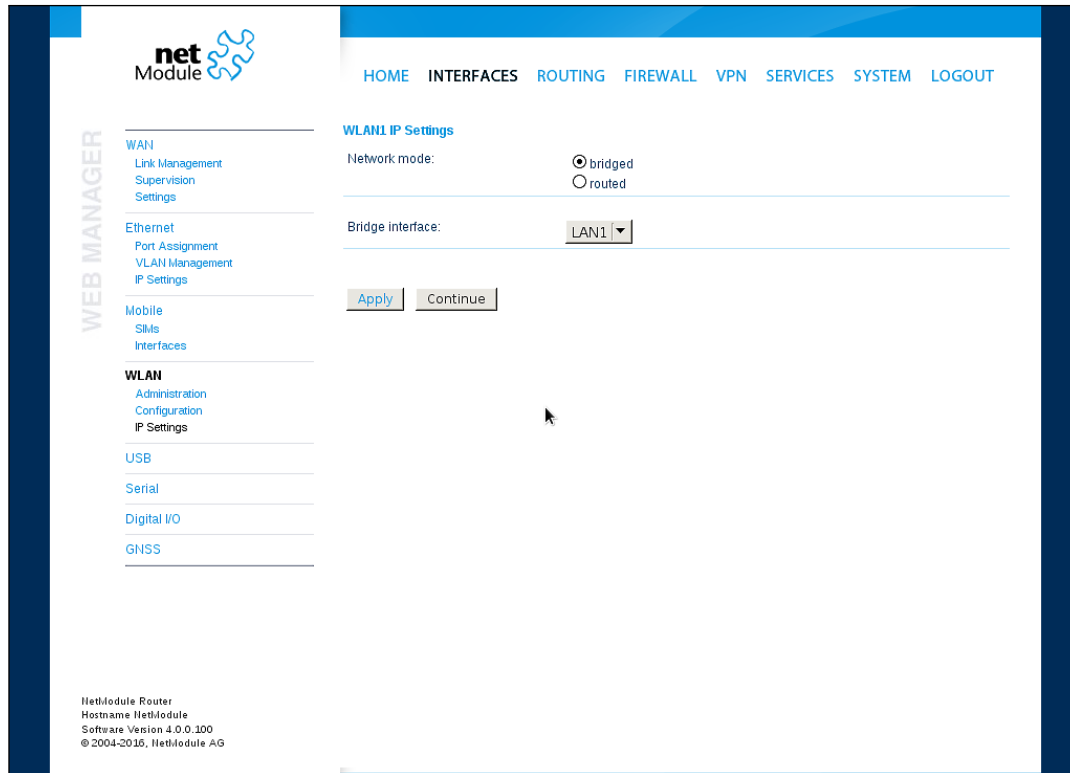 net
Module
HOME INTERFACES ROUTING FIREWALL VPN SERVICES SYSTEM LOGOUT
WEB MANAGER
WAN
Link Management
Supervision
Settings
Ethernet
Port Assignment
VLAN Management
IP Settings
Mobile
SIMs
Interfaces
WLAN
Administration
Configuration
IP Settings
USB
Serial
Digital I/O
GNSS
WLAN1 IP Settings
Network mode:
bridged
routed
Bridge interface:
LAN1
Apply Continue
NetModule Router
Hostname NetModule
Software Version 4.0.0.100
© 2004-2016, NetModule AG